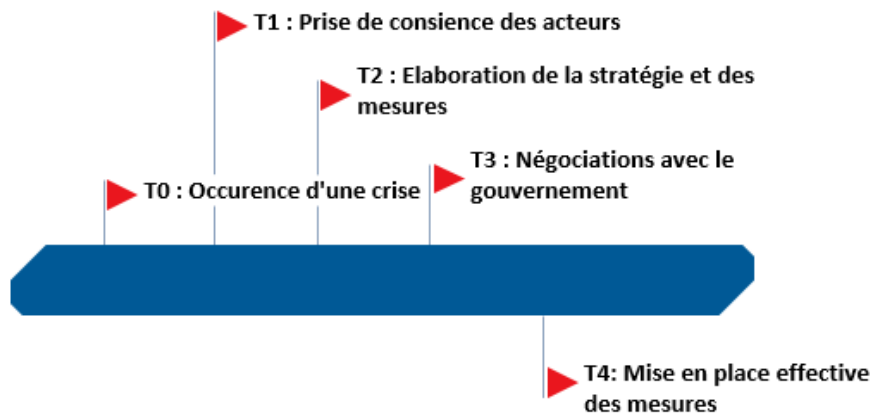 T1 : Prise de consience des acteurs
T2 : Elaboration de la stratégie et des
mesures
T3 : Négociations avec le
gouvernement
T0 : Occurence d'une crise
T4: Mise en place effective
des mesures